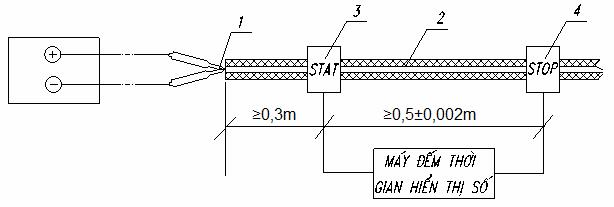 1
3
2
4
+
−
STAT
STOP
≥0,3m
≥0,5±0,002m
MÁY ĐẾM THỜI
GIAN HIỂN THỊ SỐ